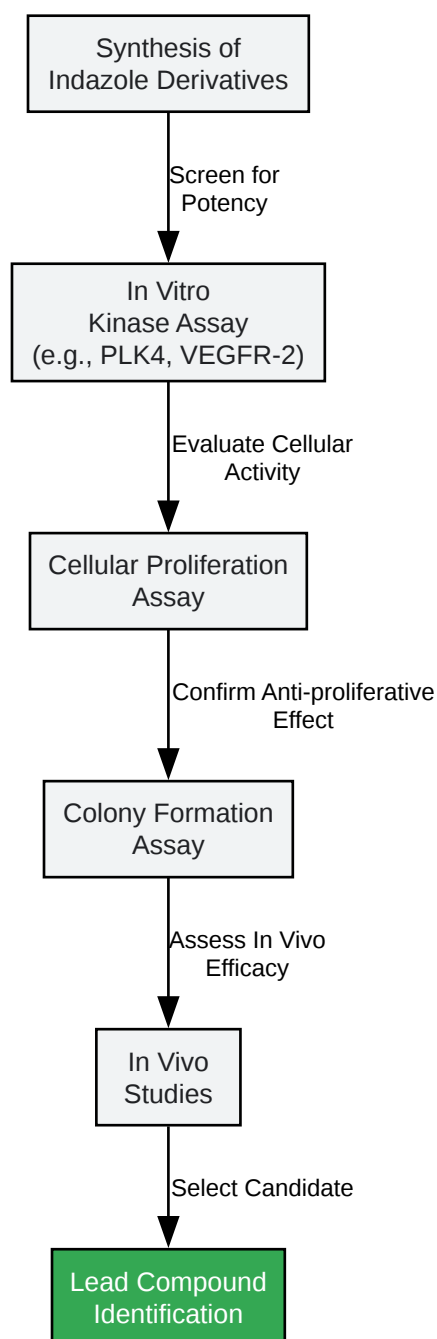 Synthesis of
Indazole Derivatives
Screen for
Potency
In Vitro
Kinase Assay
(e.g., PLK4, VEGFR-2)
Evaluate Cellular
Activity
Cellular Proliferation
Assay
Confirm Anti-proliferative
Effect
Colony Formation
Assay
Assess In Vivo
Efficacy
In Vivo
Studies
Select Candidate
Lead Compound
Identification